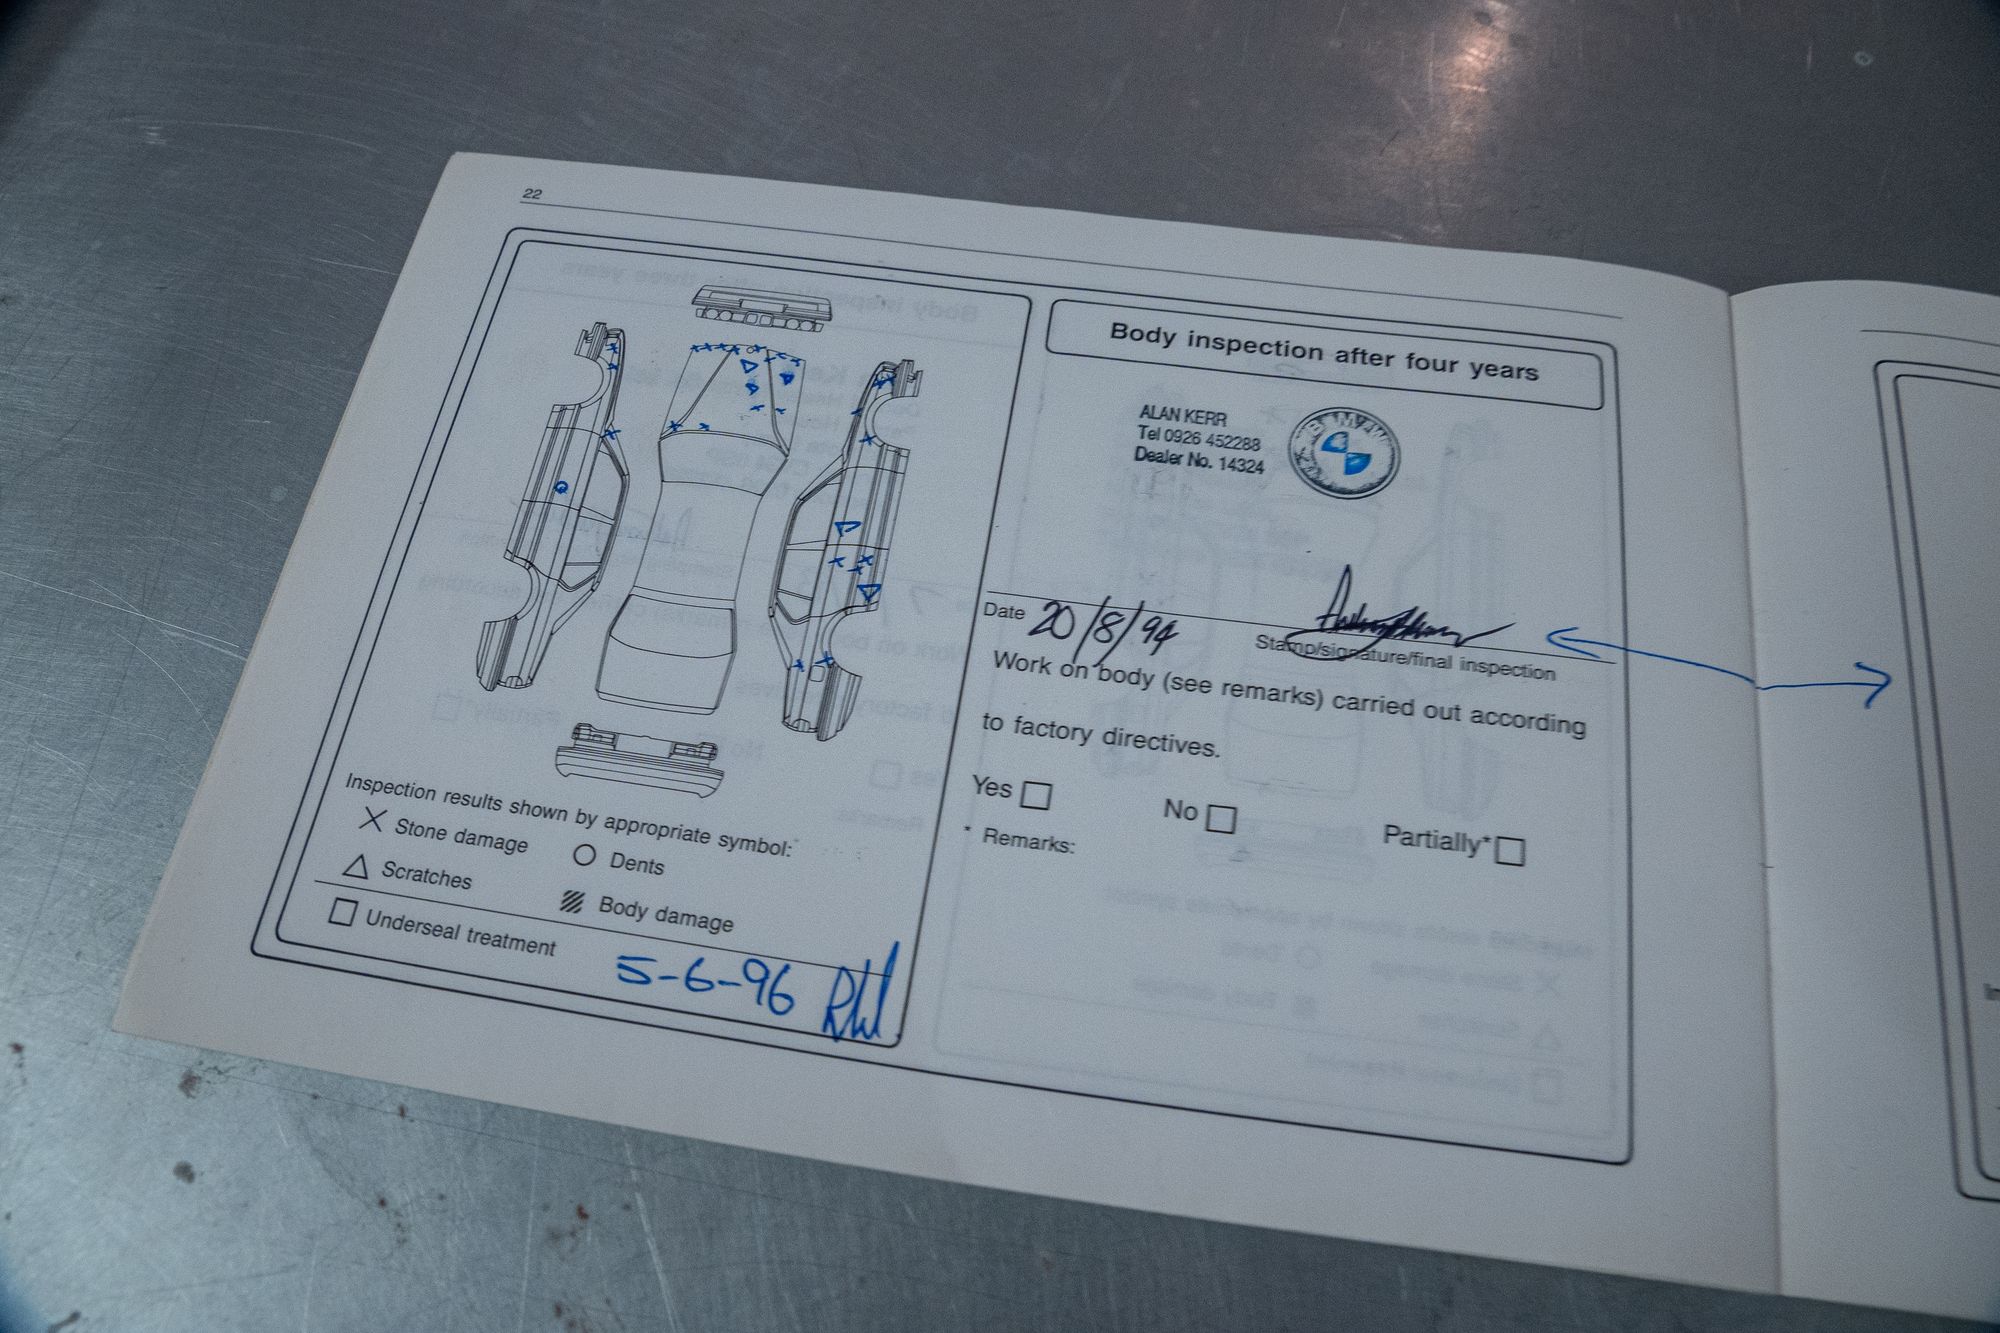 22
Inspection results shown by appropriate symbol:
Stone damage
Dents
Scratches
Body damage
Underseal treatment
5-6-96
Body inspection after four years
ALAN KERR
Tel 0926 452288
Dealer No. 14324
BMW
Date 20/8/94
Stamp/signature/final inspection
Work on body (see remarks) carried out according
to factory directives.
Yes No Partially*
* Remarks: